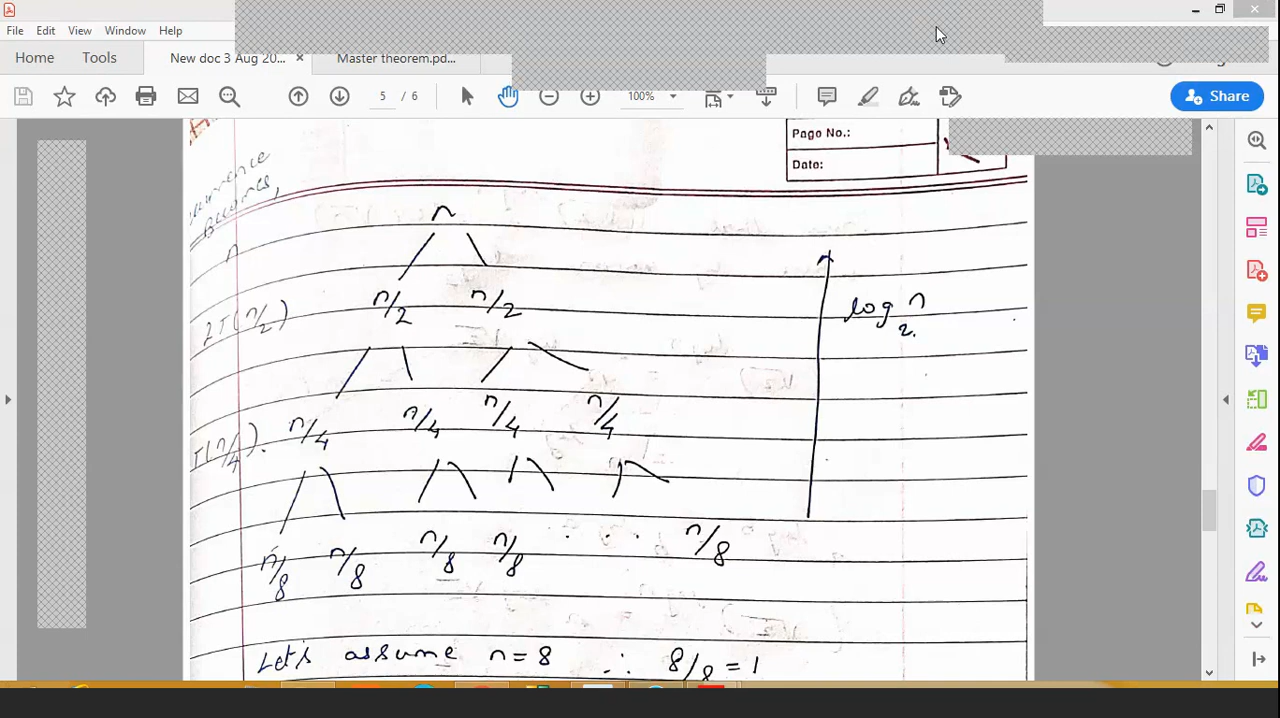 File Edit View Window Help
Home Tools New doc 3 Aug 20... × Master theorem.pd...
5 / 6 100% Share
Page No.:
Date:
n
n
2T(n/2) n/2 n/2 log₂ n
T(n/4). n/4 n/4 n/4 n/4
n/8 n/8 n/8 n/8 . . . n/8
Let's assume n=8 ∴ 8/8 = 1